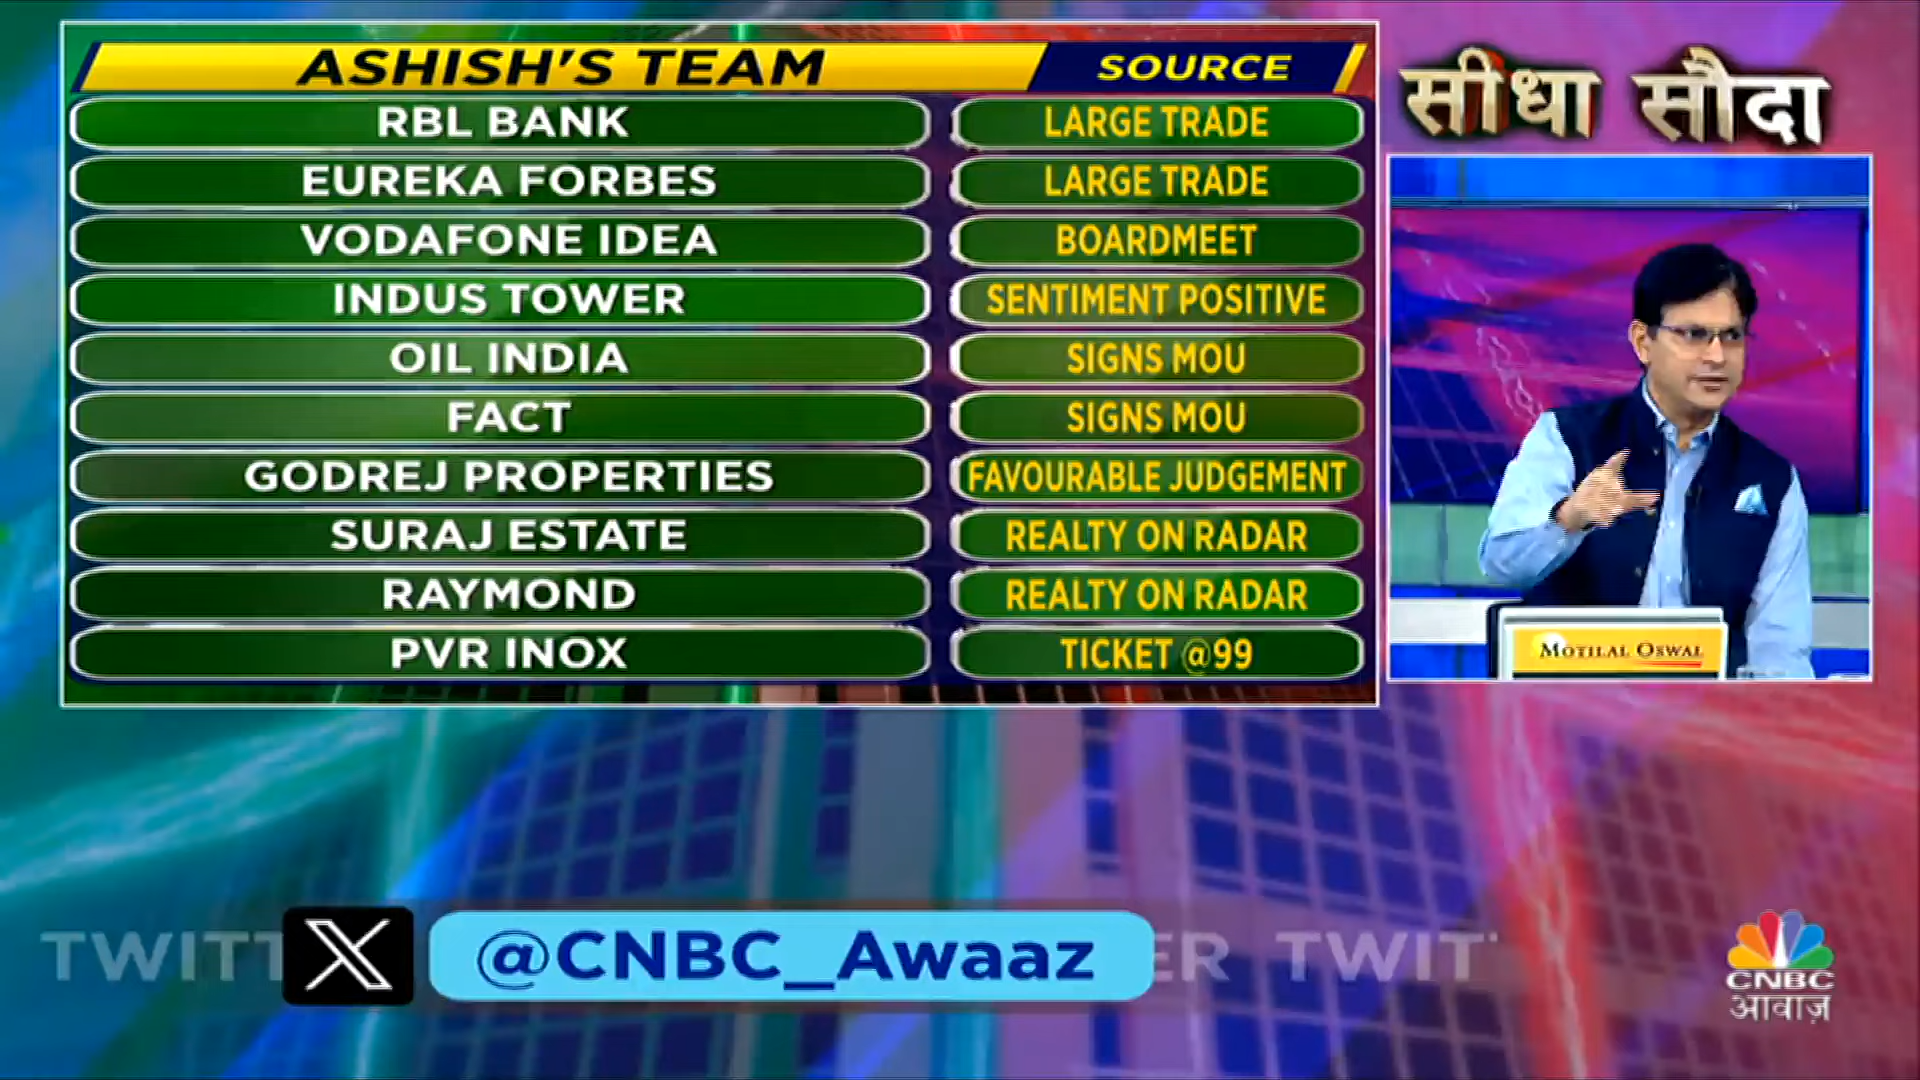 ASHISH'S TEAM SOURCE
RBL BANK LARGE TRADE
EUREKA FORBES LARGE TRADE
VODAFONE IDEA BOARDMEET
INDUS TOWER SENTIMENT POSITIVE
OIL INDIA SIGNS MOU
FACT SIGNS MOU
GODREJ PROPERTIES FAVOURABLE JUDGEMENT
SURAJ ESTATE REALTY ON RADAR
RAYMOND REALTY ON RADAR
PVR INOX TICKET @99
सीधा सौदा
MOTILAL OSWAL
TWITT
@CNBC_Awaaz
ER TWIT
CNBC
आवाज़